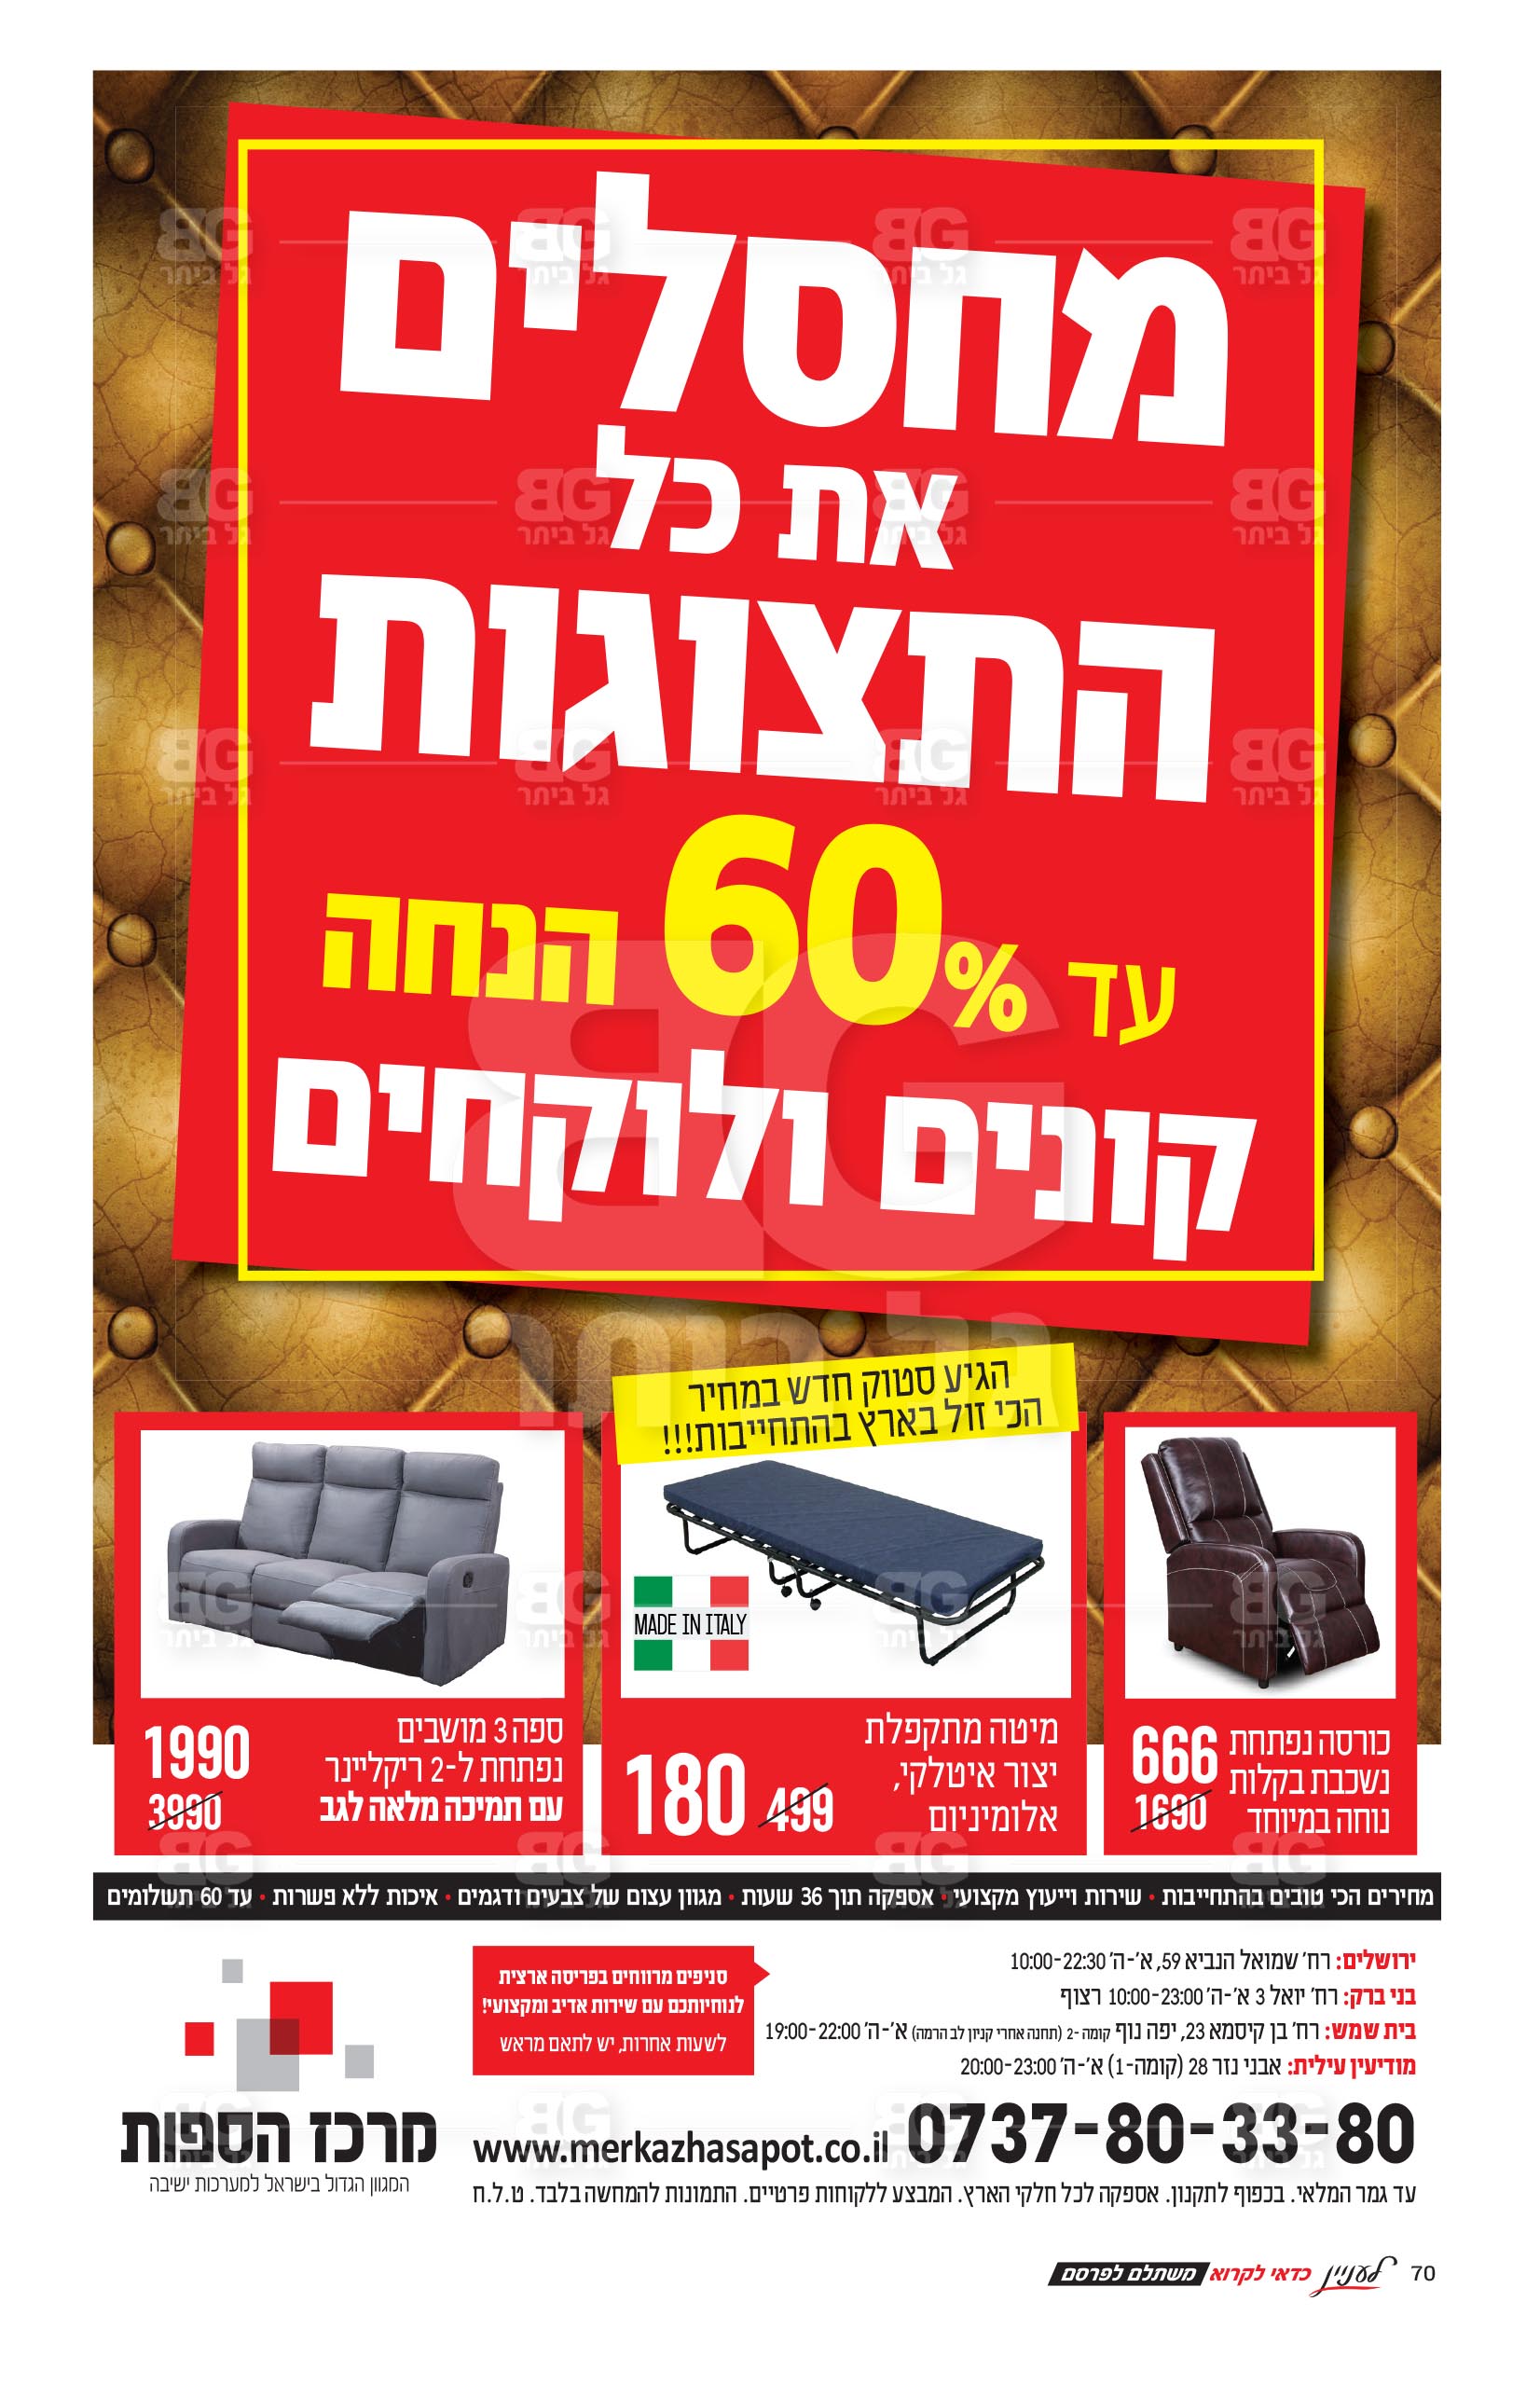 מחסלים
את כל
התצוגות
עד 60% הנחה
קונים ולוקחים
הגיע סטוק חדש במחיר
הכי זול בארץ בהתחייבות!!!
כורסה נפתחת
נשכבת בקלות
נוחה במיוחד
666
1690
MADE IN ITALY
מיטה מתקפלת
יצור איטלקי,
אלומיניום
499
180
ספה 3 מושבים
נפתחת ל-2 ריקליינר
עם תמיכה מלאה לגב
1990
3990
מחירים הכי טובים בהתחייבות • שירות וייעוץ מקצועי • אספקה תוך 36 שעות • מגוון עצום של צבעים ודגמים • איכות ללא פשרות • עד 60 תשלומים
ירושלים: רח' שמואל הנביא 59, א'-ה' 10:00-22:30
בני ברק: רח' יואל 3 א'-ה' 10:00-23:00 רצוף
בית שמש: רח' בן קיסמא 23, יפה נוף קומה -2 (תחנה אחרי קניון לב הרמה) א'-ה' 19:00-22:00
מודיעין עילית: אבני נזר 28 (קומה-1) א'-ה' 20:00-23:00
סניפים מרווחים בפריסה ארצית
לנוחיותכם עם שירות אדיב ומקצועי!
לשעות אחרות, יש לתאם מראש
0737-80-33-80
www.merkazhasapot.co.il
עד גמר המלאי. בכפוף לתקנון. אספקה לכל חלקי הארץ. המבצע ללקוחות פרטיים. התמונות להמחשה בלבד. ט.ל.ח
מרכז הספות
המגוון הגדול בישראל למערכות ישיבה
70 לעניין כדאי לקרוא משתלם לפרסם
BG
גל ביתר